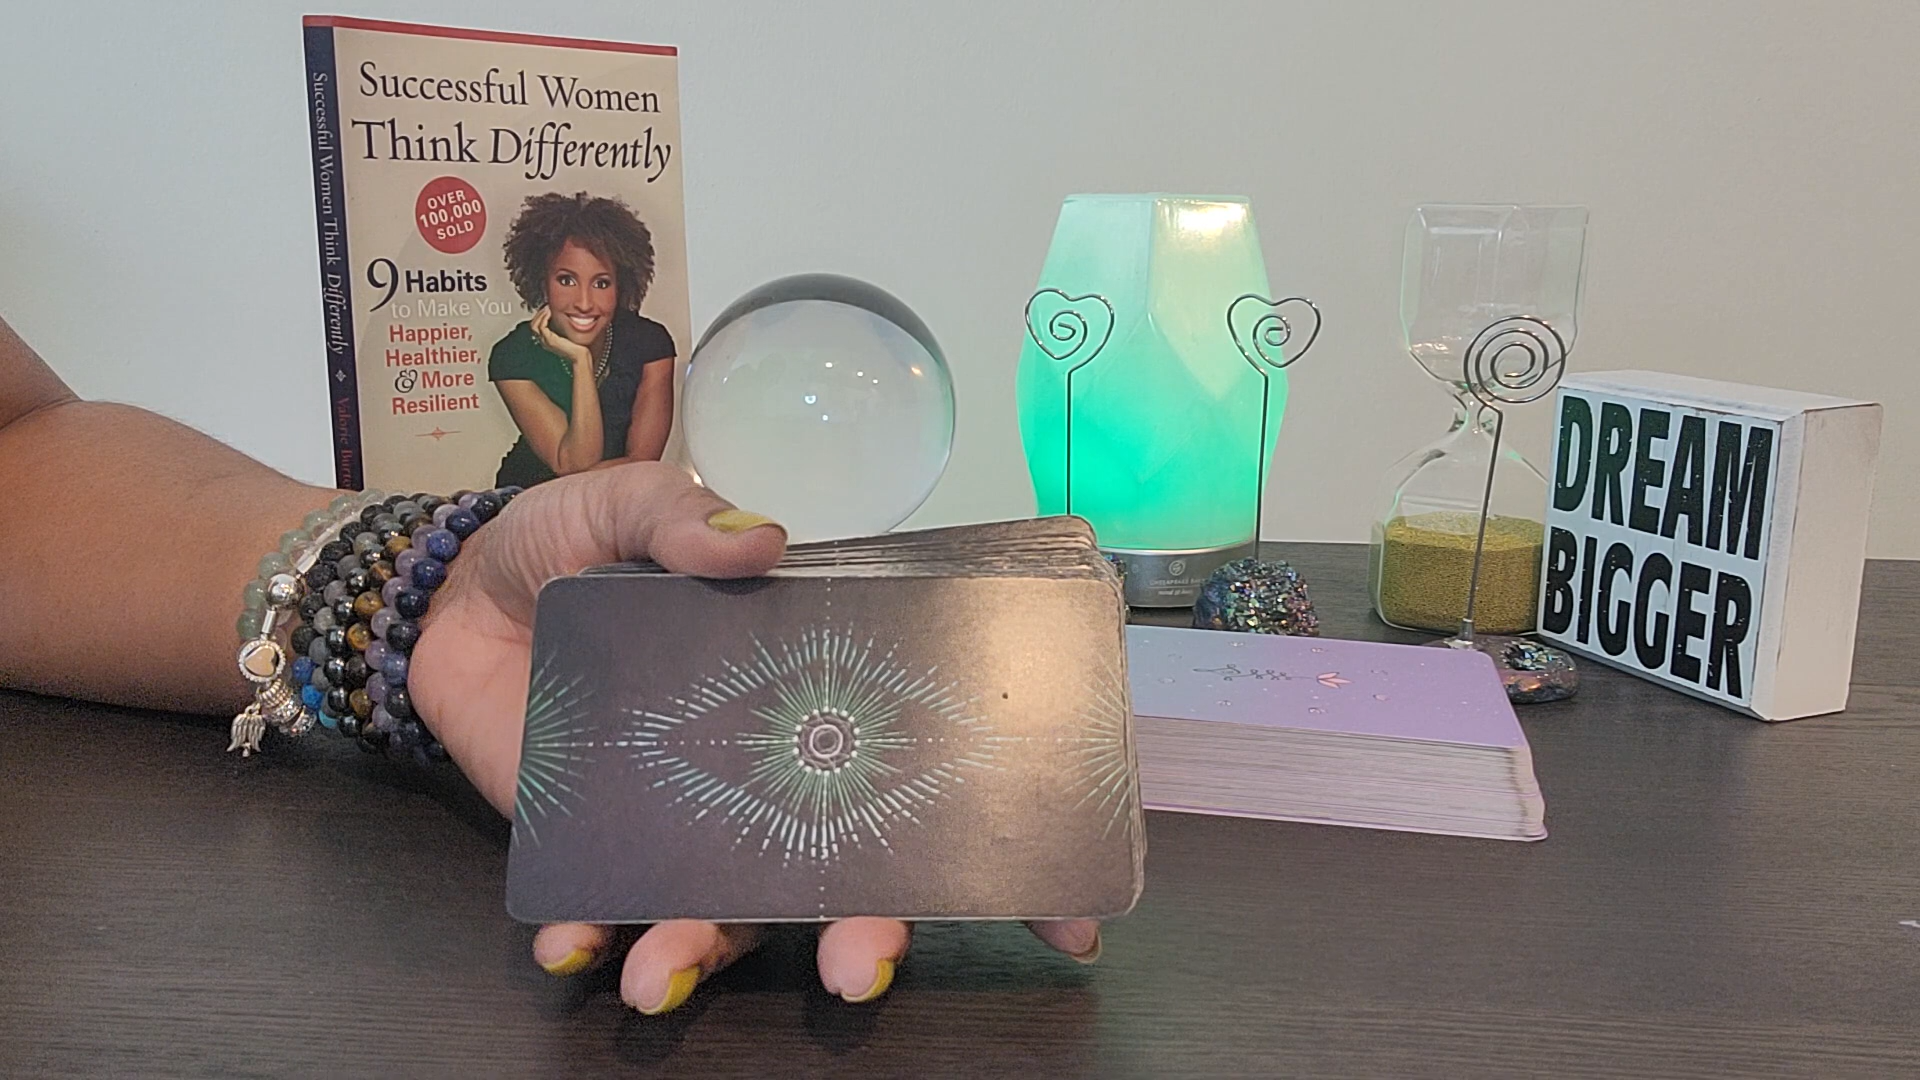 Successful Women
Think Differently
OVER
100,000
SOLD
9 Habits
to Make You
Happier,
Healthier,
& More
Resilient
Successful Women Think Differently
Valorie
DREAM
BIGGER